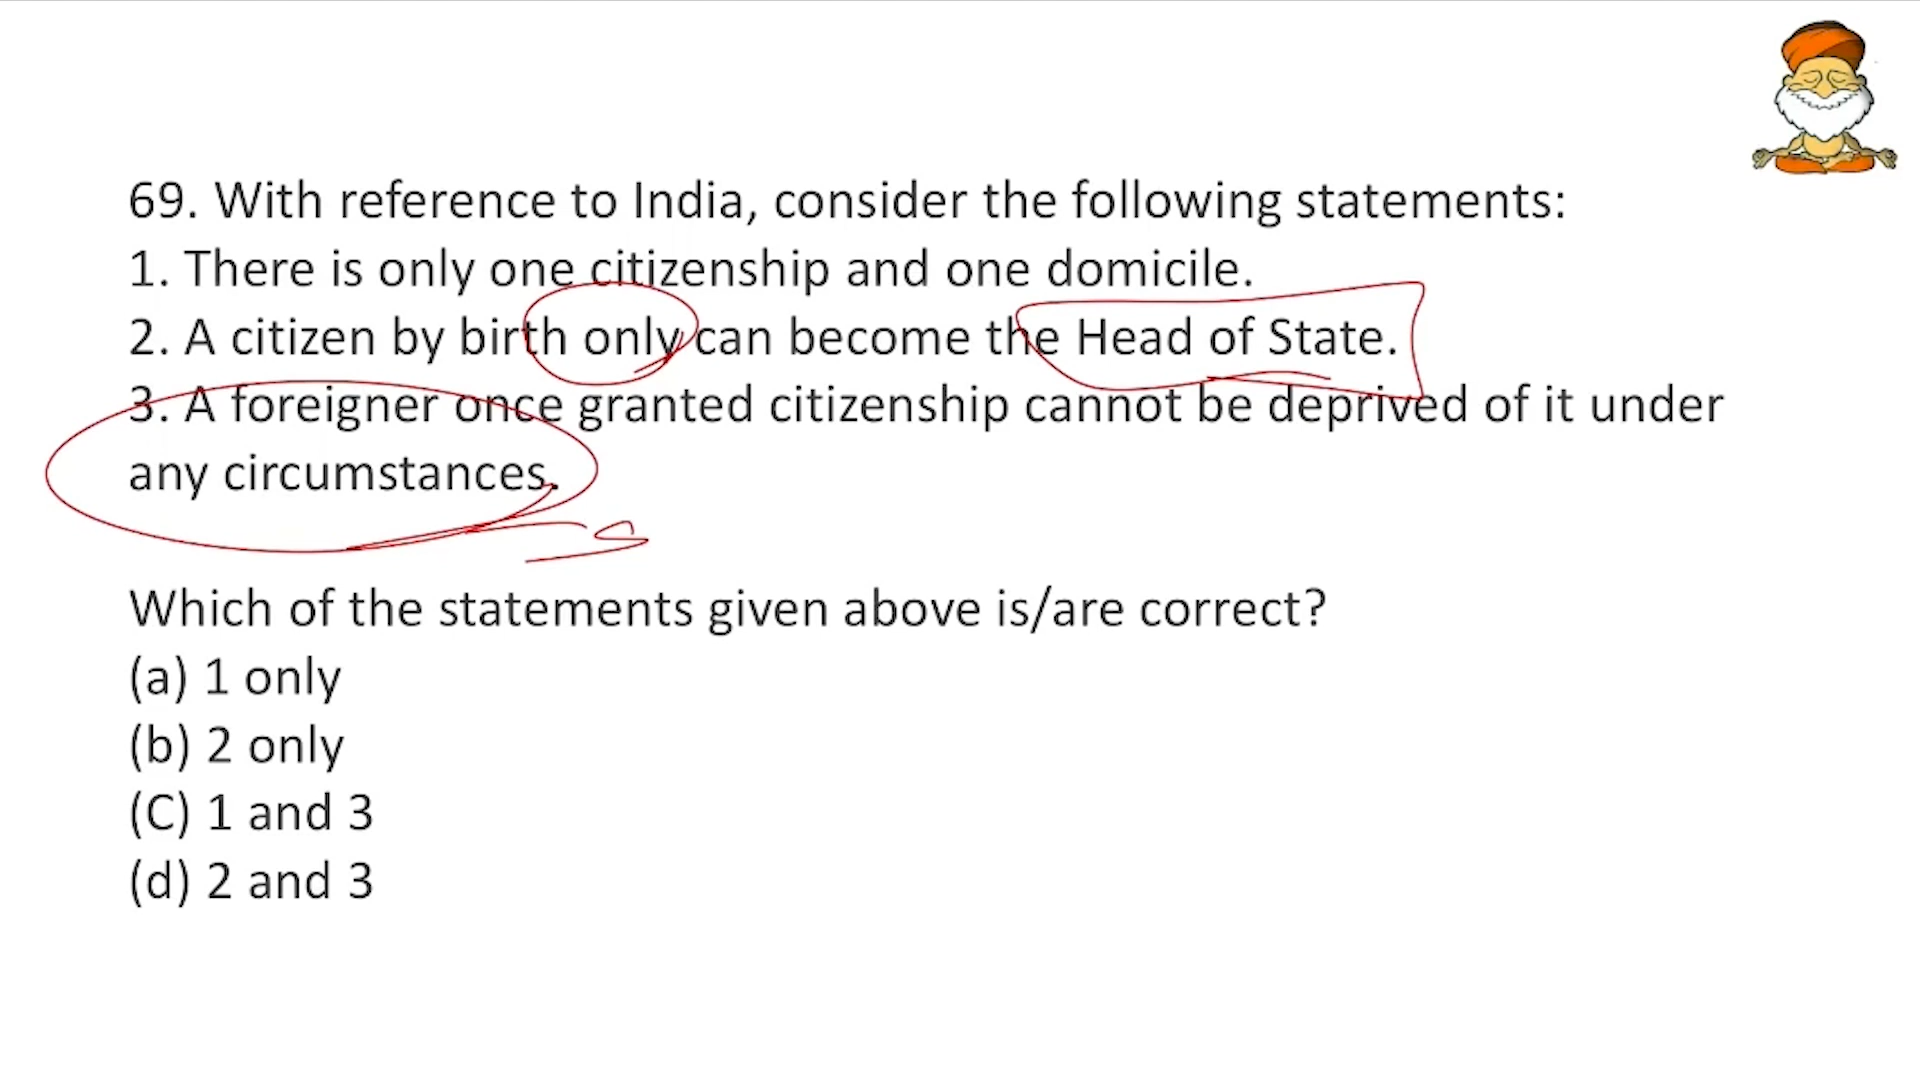 69. With reference to India, consider the following statements:
1. There is only one citizenship and one domicile.
2. A citizen by birth only can become the Head of State.
3. A foreigner once granted citizenship cannot be deprived of it under
any circumstances.
Which of the statements given above is/are correct?
(a) 1 only
(b) 2 only
(C) 1 and 3
(d) 2 and 3